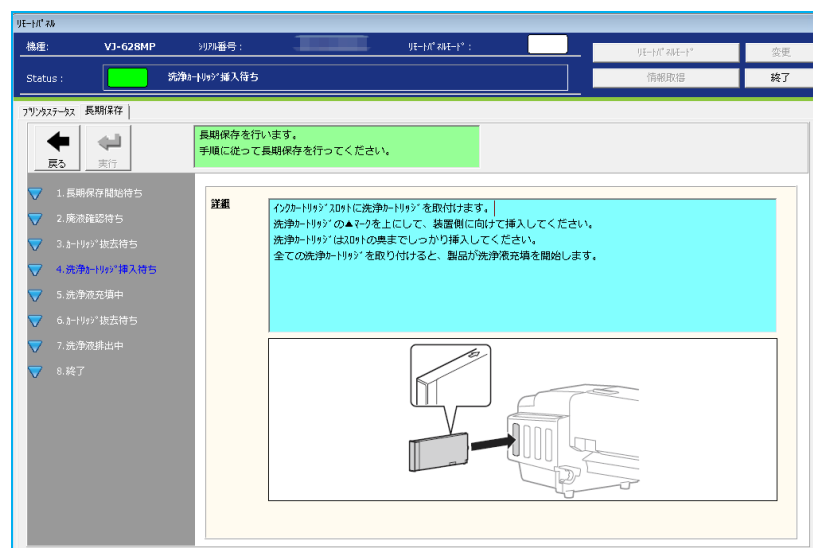 ﾘﾓｰﾄﾊﾟﾈﾙ
機種:
VJ-628MP
ｼﾘｱﾙ番号：
ﾘﾓｰﾄﾊﾟﾈﾙﾓｰﾄﾞ：
ﾘﾓｰﾄﾊﾟﾈﾙﾓｰﾄﾞ
変更
Status：
洗浄ｶｰﾄﾘｯｼﾞ挿入待ち
情報取得
終了
ﾌﾟﾘﾝﾀｽﾃｰﾀｽ
長期保存
戻る
実行
長期保存を行います。
手順に従って長期保存を行ってください。
1.長期保存開始待ち
2.廃液確認待ち
3.ｶｰﾄﾘｯｼﾞ抜去待ち
4.洗浄ｶｰﾄﾘｯｼﾞ挿入待ち
5.洗浄液充填中
6.ｶｰﾄﾘｯｼﾞ抜去待ち
7.洗浄液排出中
8.終了
詳細
ｲﾝｸｶｰﾄﾘｯｼﾞｽﾛｯﾄに洗浄ｶｰﾄﾘｯｼﾞを取付けます。
洗浄ｶｰﾄﾘｯｼﾞの▲ﾏｰｸを上にして、装置側に向けて挿入してください。
洗浄ｶｰﾄﾘｯｼﾞはｽﾛｯﾄの奥までしっかり挿入してください。
全ての洗浄ｶｰﾄﾘｯｼﾞを取り付けると、製品が洗浄液充填を開始します。